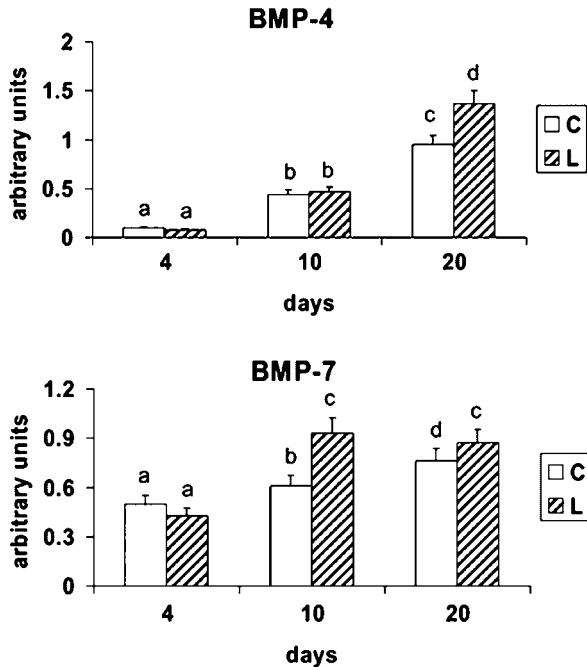 BMP-4
2
1.5
1
0.5
0
arbitrary units
a a
b b
c d
4 10 20
days
C
L
BMP-7
1.2
0.9
0.6
0.3
0
arbitrary units
a a
b c
d c
4 10 20
days
C
L